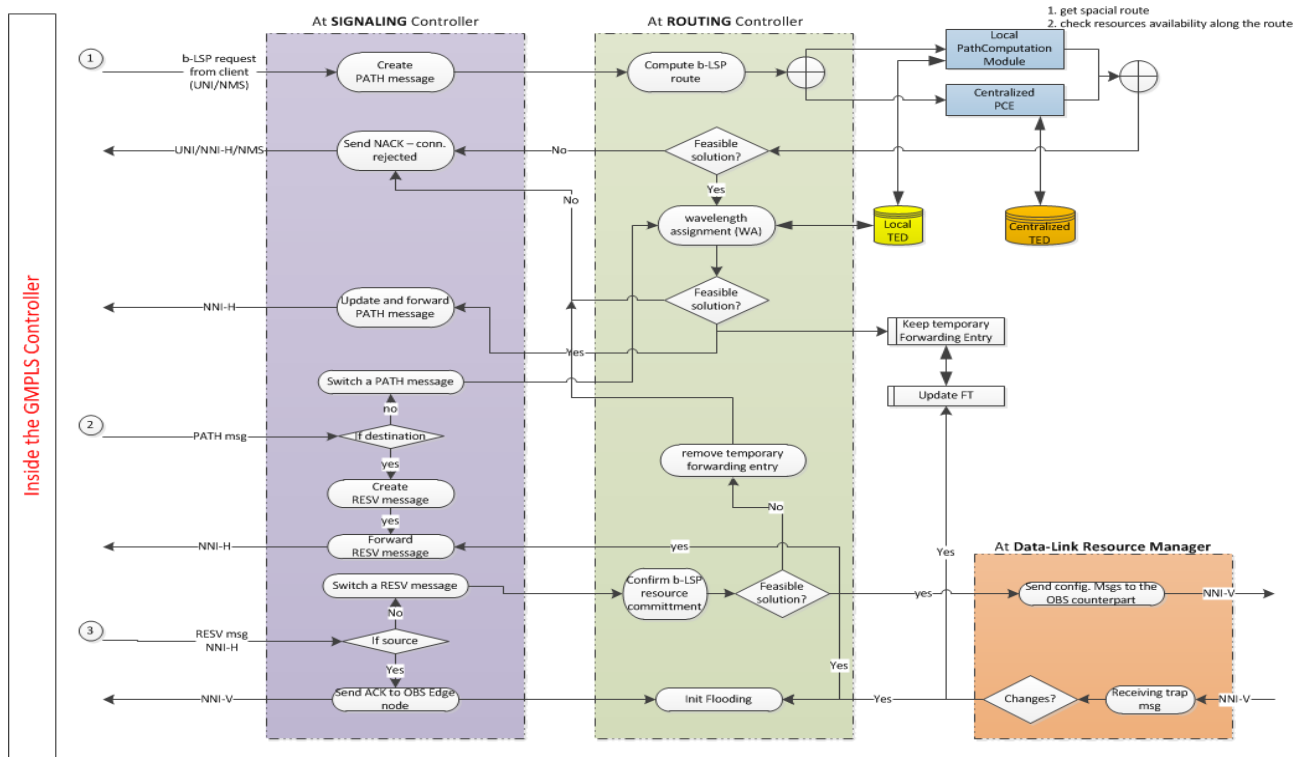 At SIGNALING Controller
At ROUTING Controller
1. get spacial route
2. check resources availability along the route
Inside the GMPLS Controller
1
b-LSP request
from client
(UNI/NMS)
Create
PATH message
Compute b-LSP
route
Local
PathComputation
Module
Centralized
PCE
UNI/NNI-H/NMS
Send NACK – conn.
rejected
No
Feasible
solution?
Yes
No
wavelength
assignment (WA)
Local
TED
Centralized
TED
NNI-H
Update and forward
PATH message
Feasible
solution?
Yes
Keep temporary
Forwarding Entry
Switch a PATH message
Update FT
no
2
PATH msg
If destination
yes
remove temporary
forwarding entry
Create
RESV message
yes
No
NNI-H
Forward
RESV message
yes
Yes
At Data-Link Resource Manager
Switch a RESV message
Confirm b-LSP
resource
committment
Feasible
solution?
yes
Send config. Msgs to the
OBS counterpart
NNI-V
No
3
RESV msg
NNI-H
If source
Yes
Yes
NNI-V
Send ACK to OBS Edge
node
Init Flooding
Yes
Changes?
Receiving trap
msg
NNI-V